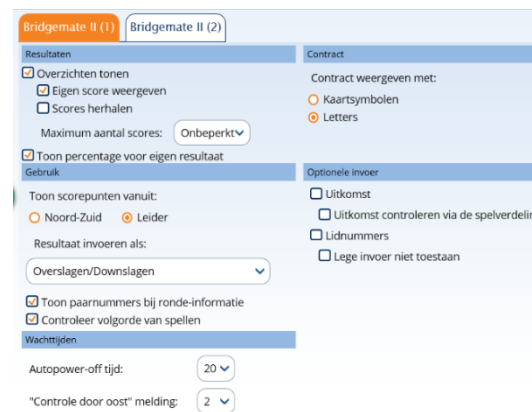 Bridgemate II (1)
Bridgemate II (2)
Resultaten
Overzichten tonen
Eigen score weergeven
Scores herhalen
Maximum aantal scores: Onbeperkt
Toon percentage voor eigen resultaat
Gebruik
Toon scorepunten vanuit:
Noord-Zuid Leider
Resultaat invoeren als:
Overslagen/Downslagen
Toon paarnummers bij ronde-informatie
Controleer volgorde van spellen
Wachttijden
Autopower-off tijd: 20
"Controle door oost" melding: 2
Contract
Contract weergeven met:
Kaartsymbolen
Letters
Optionele invoer
Uitkomst
Uitkomst controleren via de spelverdelin
Lidnummers
Lege invoer niet toestaan